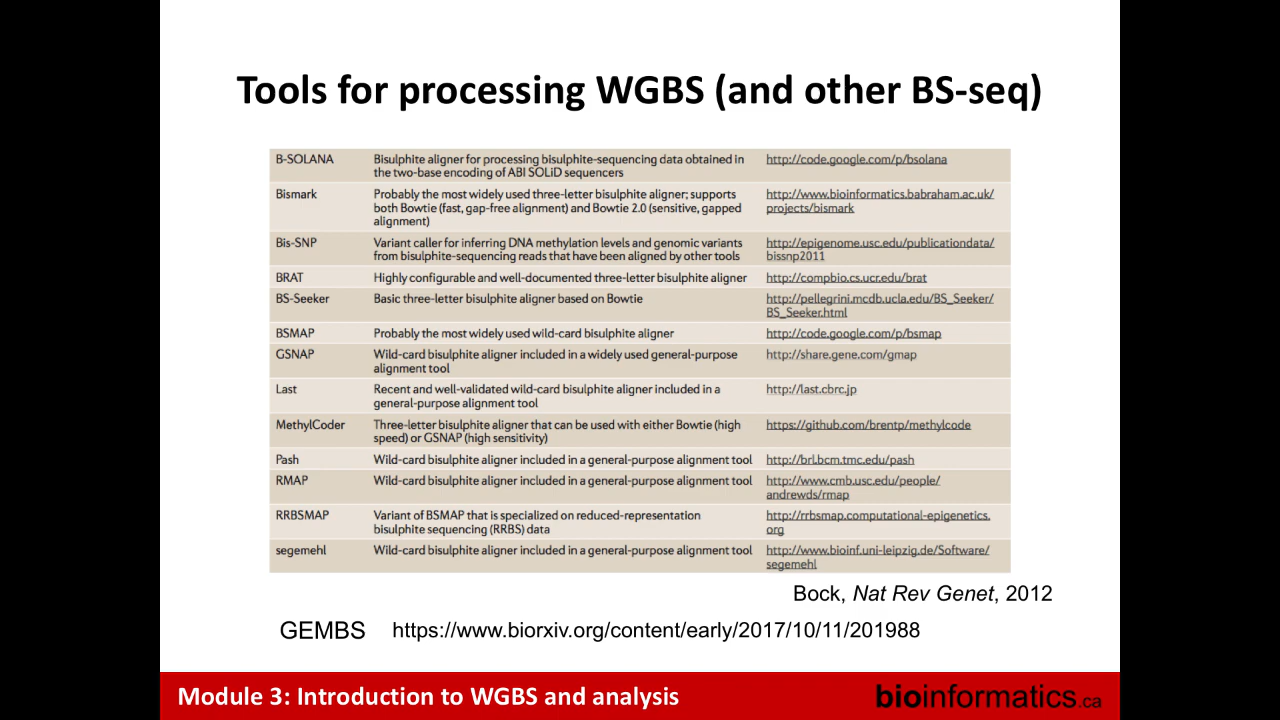 Tools for processing WGBS (and other BS-seq)
B-SOLANA Bisulphite aligner for processing bisulphite-sequencing data obtained in http://code.google.com/p/bsolana
the two-base encoding of ABI SOLiD sequencers
Bismark Probably the most widely used three-letter bisulphite aligner; supports http://www.bioinformatics.babraham.ac.uk/
both Bowtie (fast, gap-free alignment) and Bowtie 2.0 (sensitive, gapped projects/bismark
alignment)
Bis-SNP Variant caller for inferring DNA methylation levels and genomic variants http://epigenome.usc.edu/publicationdata/
from bisulphite-sequencing reads that have been aligned by other tools bissnp2011
BRAT Highly configurable and well-documented three-letter bisulphite aligner http://compbio.cs.ucr.edu/brat
BS-Seeker Basic three-letter bisulphite aligner based on Bowtie http://pellegrini.mcdb.ucla.edu/BS_Seeker/
BS_Seeker.html
BSMAP Probably the most widely used wild-card bisulphite aligner http://code.google.com/p/bsmap
GSNAP Wild-card bisulphite aligner included in a widely used general-purpose http://share.gene.com/gmap
alignment tool
Last Recent and well-validated wild-card bisulphite aligner included in a http://last.cbrc.jp
general-purpose alignment tool
MethylCoder Three-letter bisulphite aligner that can be used with either Bowtie (high https://github.com/brentp/methylcode
speed) or GSNAP (high sensitivity)
Pash Wild-card bisulphite aligner included in a general-purpose alignment tool http://brl.bcm.tmc.edu/pash
RMAP Wild-card bisulphite aligner included in a general-purpose alignment tool http://www.cmb.usc.edu/people/
andrewds/rmap
RRBSMAP Variant of BSMAP that is specialized on reduced-representation http://rrbsmap.computational-epigenetics.
bisulphite sequencing (RRBS) data org
segemehl Wild-card bisulphite aligner included in a general-purpose alignment tool http://www.bioinf.uni-leipzig.de/Software/
segemehl
Bock, Nat Rev Genet, 2012
GEMBS https://www.biorxiv.org/content/early/2017/10/11/201988
Module 3: Introduction to WGBS and analysis bioinformatics.ca